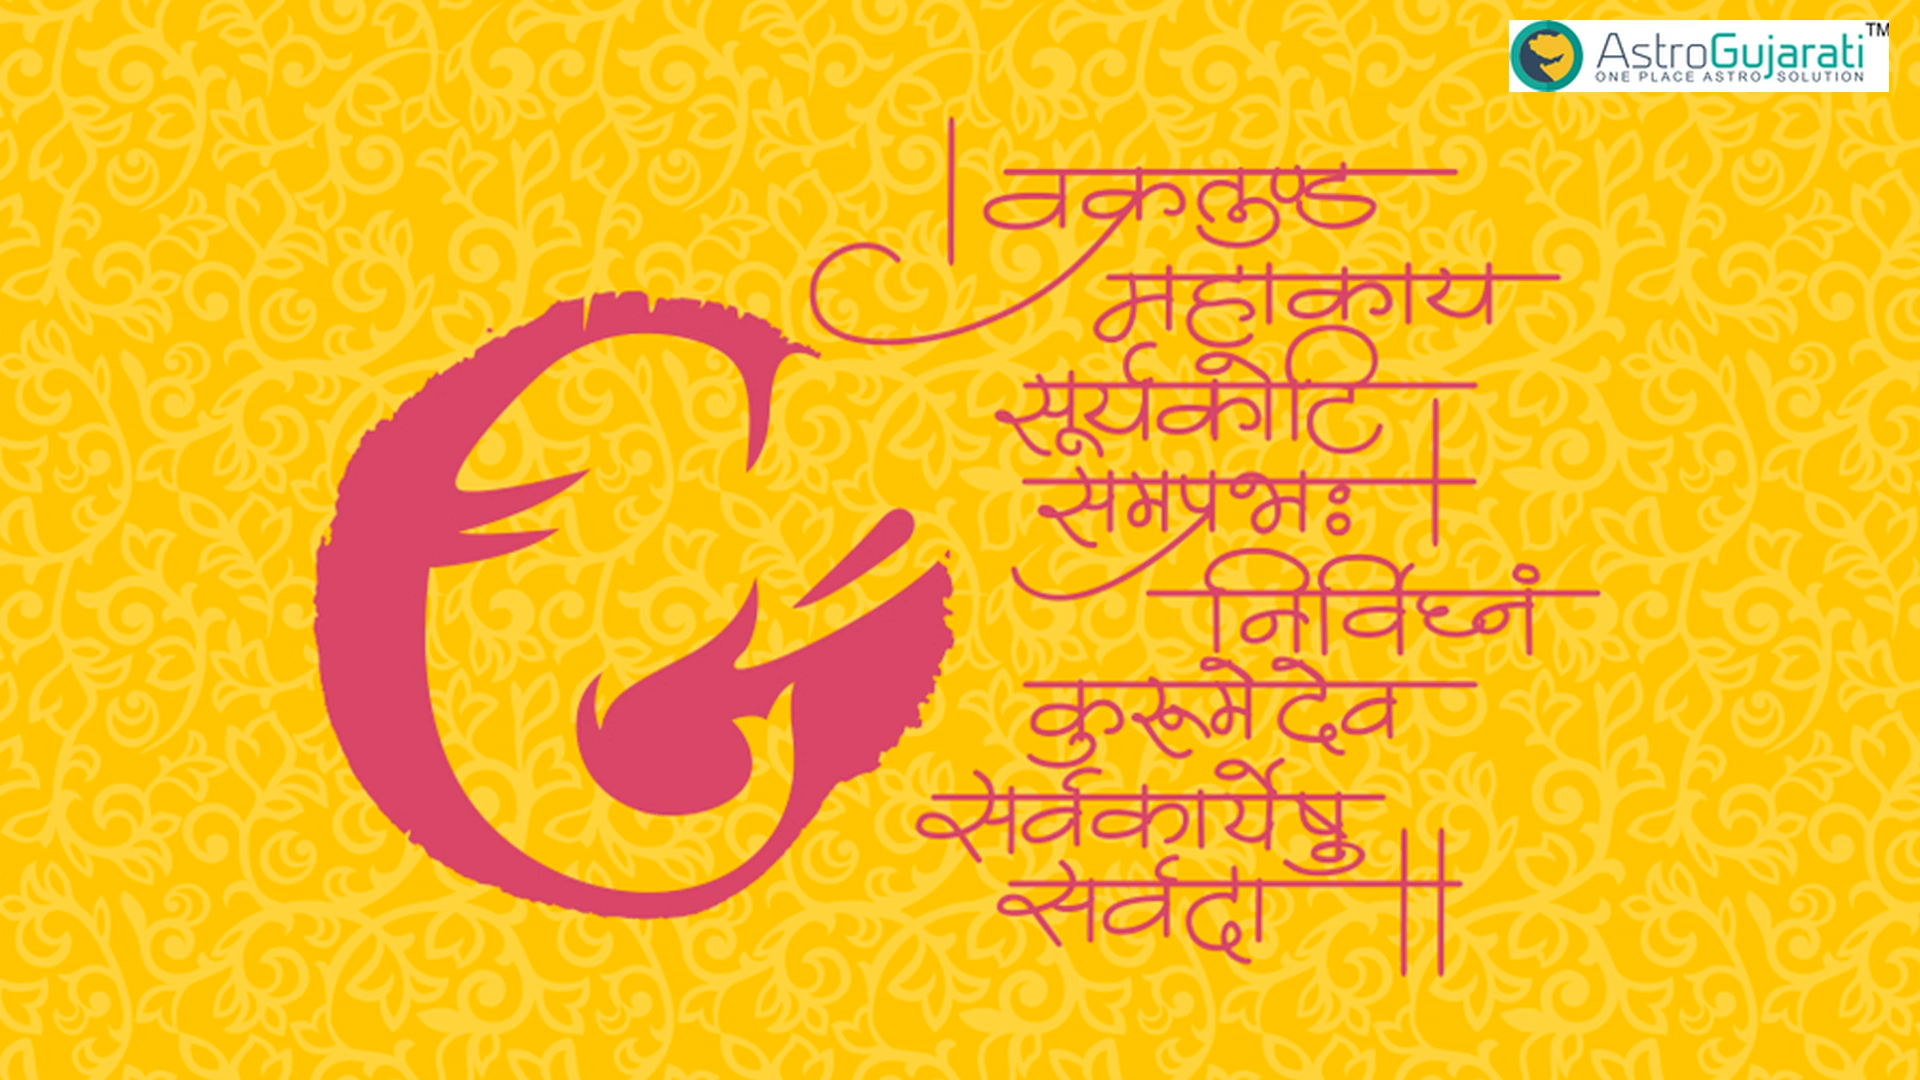 AstroGujarati™
ONE PLACE ASTRO SOLUTION
। वक्रतुण्ड
महाकाय
सूर्यकोटि
समप्रभः ।
निर्विघ्नं
कुरूमेदेव
सर्वकार्येषु
सर्वदा ॥